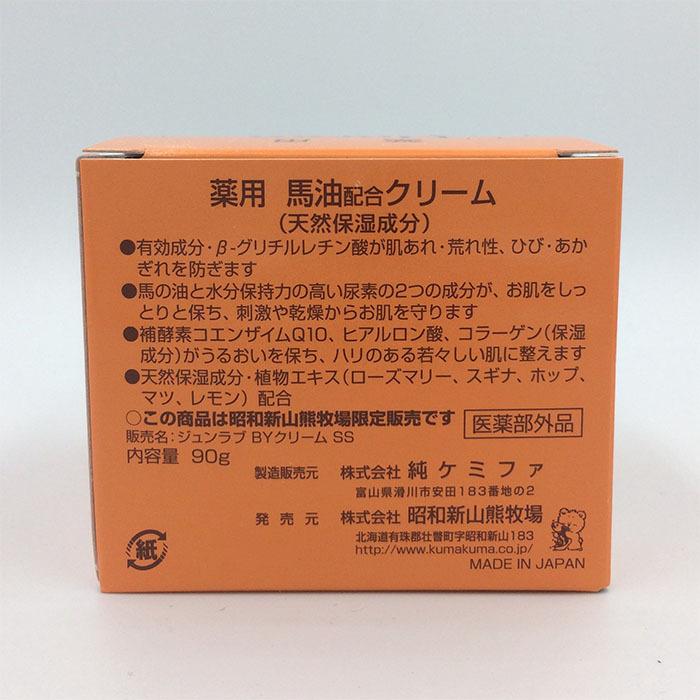 薬用 馬油配合クリーム
(天然保湿成分)
●有効成分・β-グリチルレチン酸が肌あれ・荒れ性、ひび・あか
ぎれを防ぎます
●馬の油と水分保持力の高い尿素の2つの成分が、お肌をしっ
とりと保ち、刺激や乾燥からお肌を守ります
●補酵素コエンザイムQ10、ヒアルロン酸、コラーゲン(保湿
成分)がうるおいを保ち、ハリのある若々しい肌に整えます
●天然保湿成分・植物エキス(ローズマリー、スギナ、ホップ、
マツ、レモン)配合
○この商品は昭和新山熊牧場限定販売です
医薬部外品
販売名:ジュンラブ BYクリーム SS
内容量 90g
製造販売元 株式会社 純ケミファ
富山県滑川市安田183番地の2
発売元 株式会社 昭和新山熊牧場
北海道有珠郡壮瞥町字昭和新山183
http://www.kumakuma.co.jp/
MADE IN JAPAN
紙